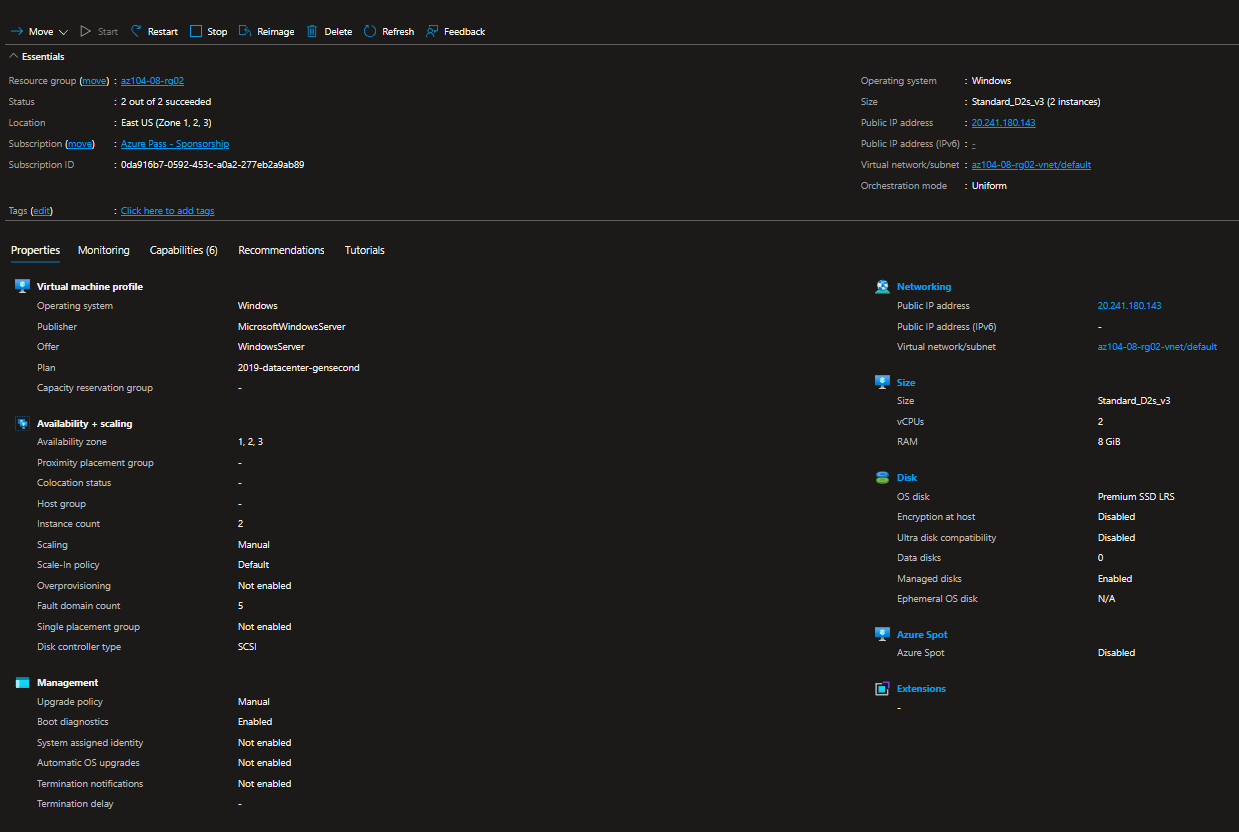 Move Start Restart Stop Reimage Delete Refresh Feedback
Essentials
Resource group (move) : az104-08-rg02
Status : 2 out of 2 succeeded
Location : East US (Zone 1, 2, 3)
Subscription (move) : Azure Pass - Sponsorship
Subscription ID : 0da916b7-0592-453c-a0a2-277eb2a9ab89
Tags (edit) : Click here to add tags
Operating system : Windows
Size : Standard_D2s_v3 (2 instances)
Public IP address : 20.241.180.143
Public IP address (IPv6) : -
Virtual network/subnet : az104-08-rg02-vnet/default
Orchestration mode : Uniform
Properties Monitoring Capabilities (6) Recommendations Tutorials
Virtual machine profile
Operating system Windows
Publisher MicrosoftWindowsServer
Offer WindowsServer
Plan 2019-datacenter-gensecond
Capacity reservation group -
Availability + scaling
Availability zone 1, 2, 3
Proximity placement group -
Colocation status -
Host group -
Instance count 2
Scaling Manual
Scale-In policy Default
Overprovisioning Not enabled
Fault domain count 5
Single placement group Not enabled
Disk controller type SCSI
Management
Upgrade policy Manual
Boot diagnostics Enabled
System assigned identity Not enabled
Automatic OS upgrades Not enabled
Termination notifications Not enabled
Termination delay -
Networking
Public IP address 20.241.180.143
Public IP address (IPv6) -
Virtual network/subnet az104-08-rg02-vnet/default
Size
Size Standard_D2s_v3
vCPUs 2
RAM 8 GiB
Disk
OS disk Premium SSD LRS
Encryption at host Disabled
Ultra disk compatibility Disabled
Data disks 0
Managed disks Enabled
Ephemeral OS disk N/A
Azure Spot
Azure Spot Disabled
Extensions
-